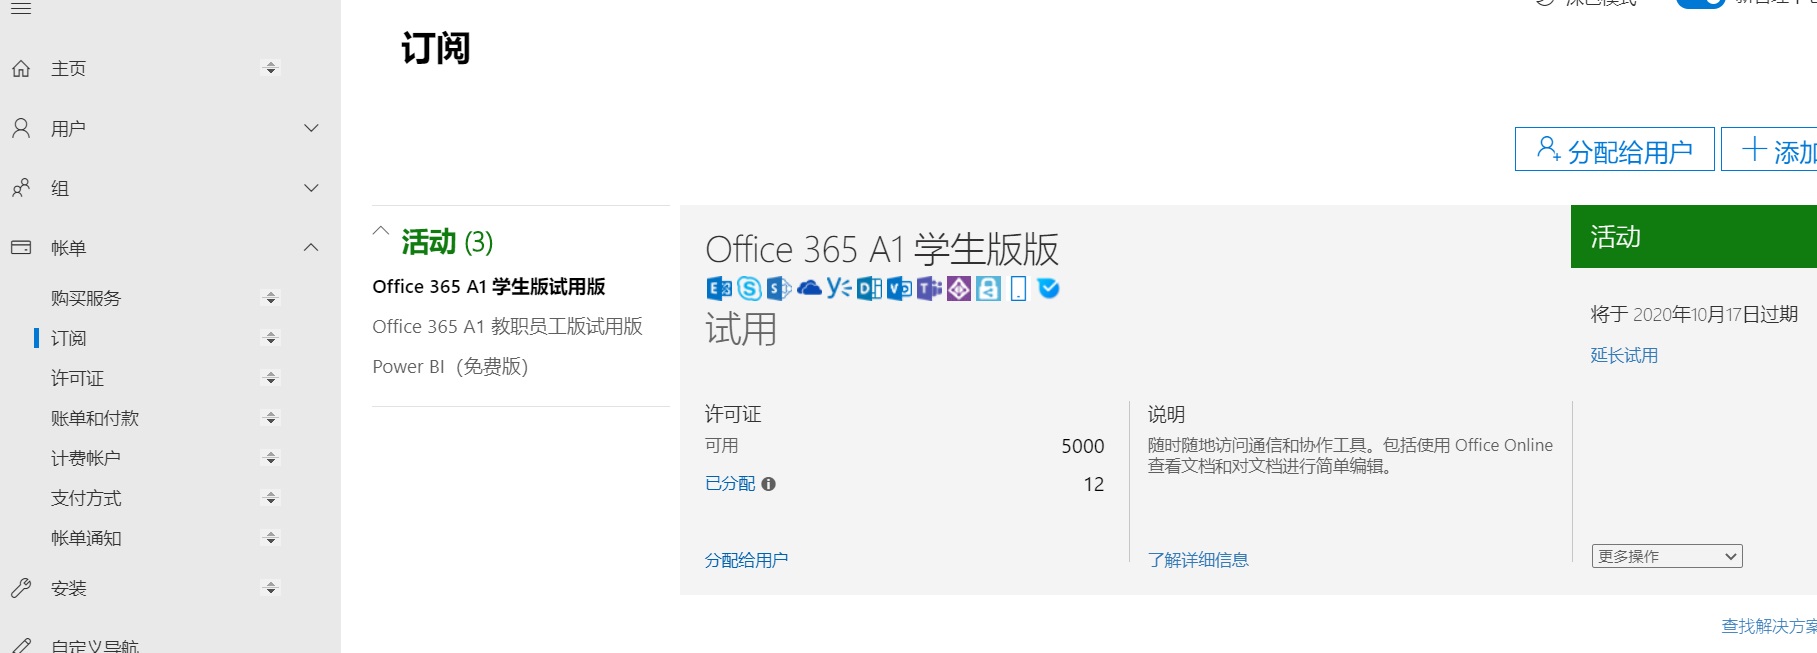 订阅
主页
用户
组
帐单
购买服务
订阅
许可证
账单和付款
计费帐户
支付方式
帐单通知
安装
自定义导航
分配给用户
添加
活动 (3)
Office 365 A1 学生版试用版
Office 365 A1 教职员工版试用版
Power BI（免费版）
Office 365 A1 学生版版
试用
活动
将于 2020年10月17日过期
延长试用
许可证
可用 5000
已分配 12
分配给用户
说明
随时随地访问通信和协作工具。包括使用 Office Online
查看文档和对文档进行简单编辑。
了解详细信息
更多操作
查找解决方案